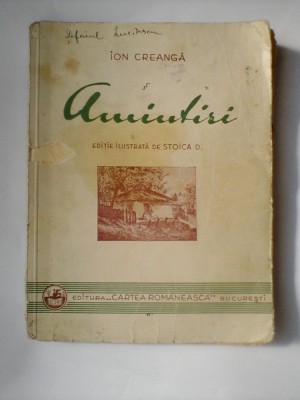 ION CREANGĂ
Amintiri
EDIȚIE ILUSTRATĂ DE STOICA D.
EDITURA „CARTEA ROMÂNEASCĂ" BUCUREȘTI